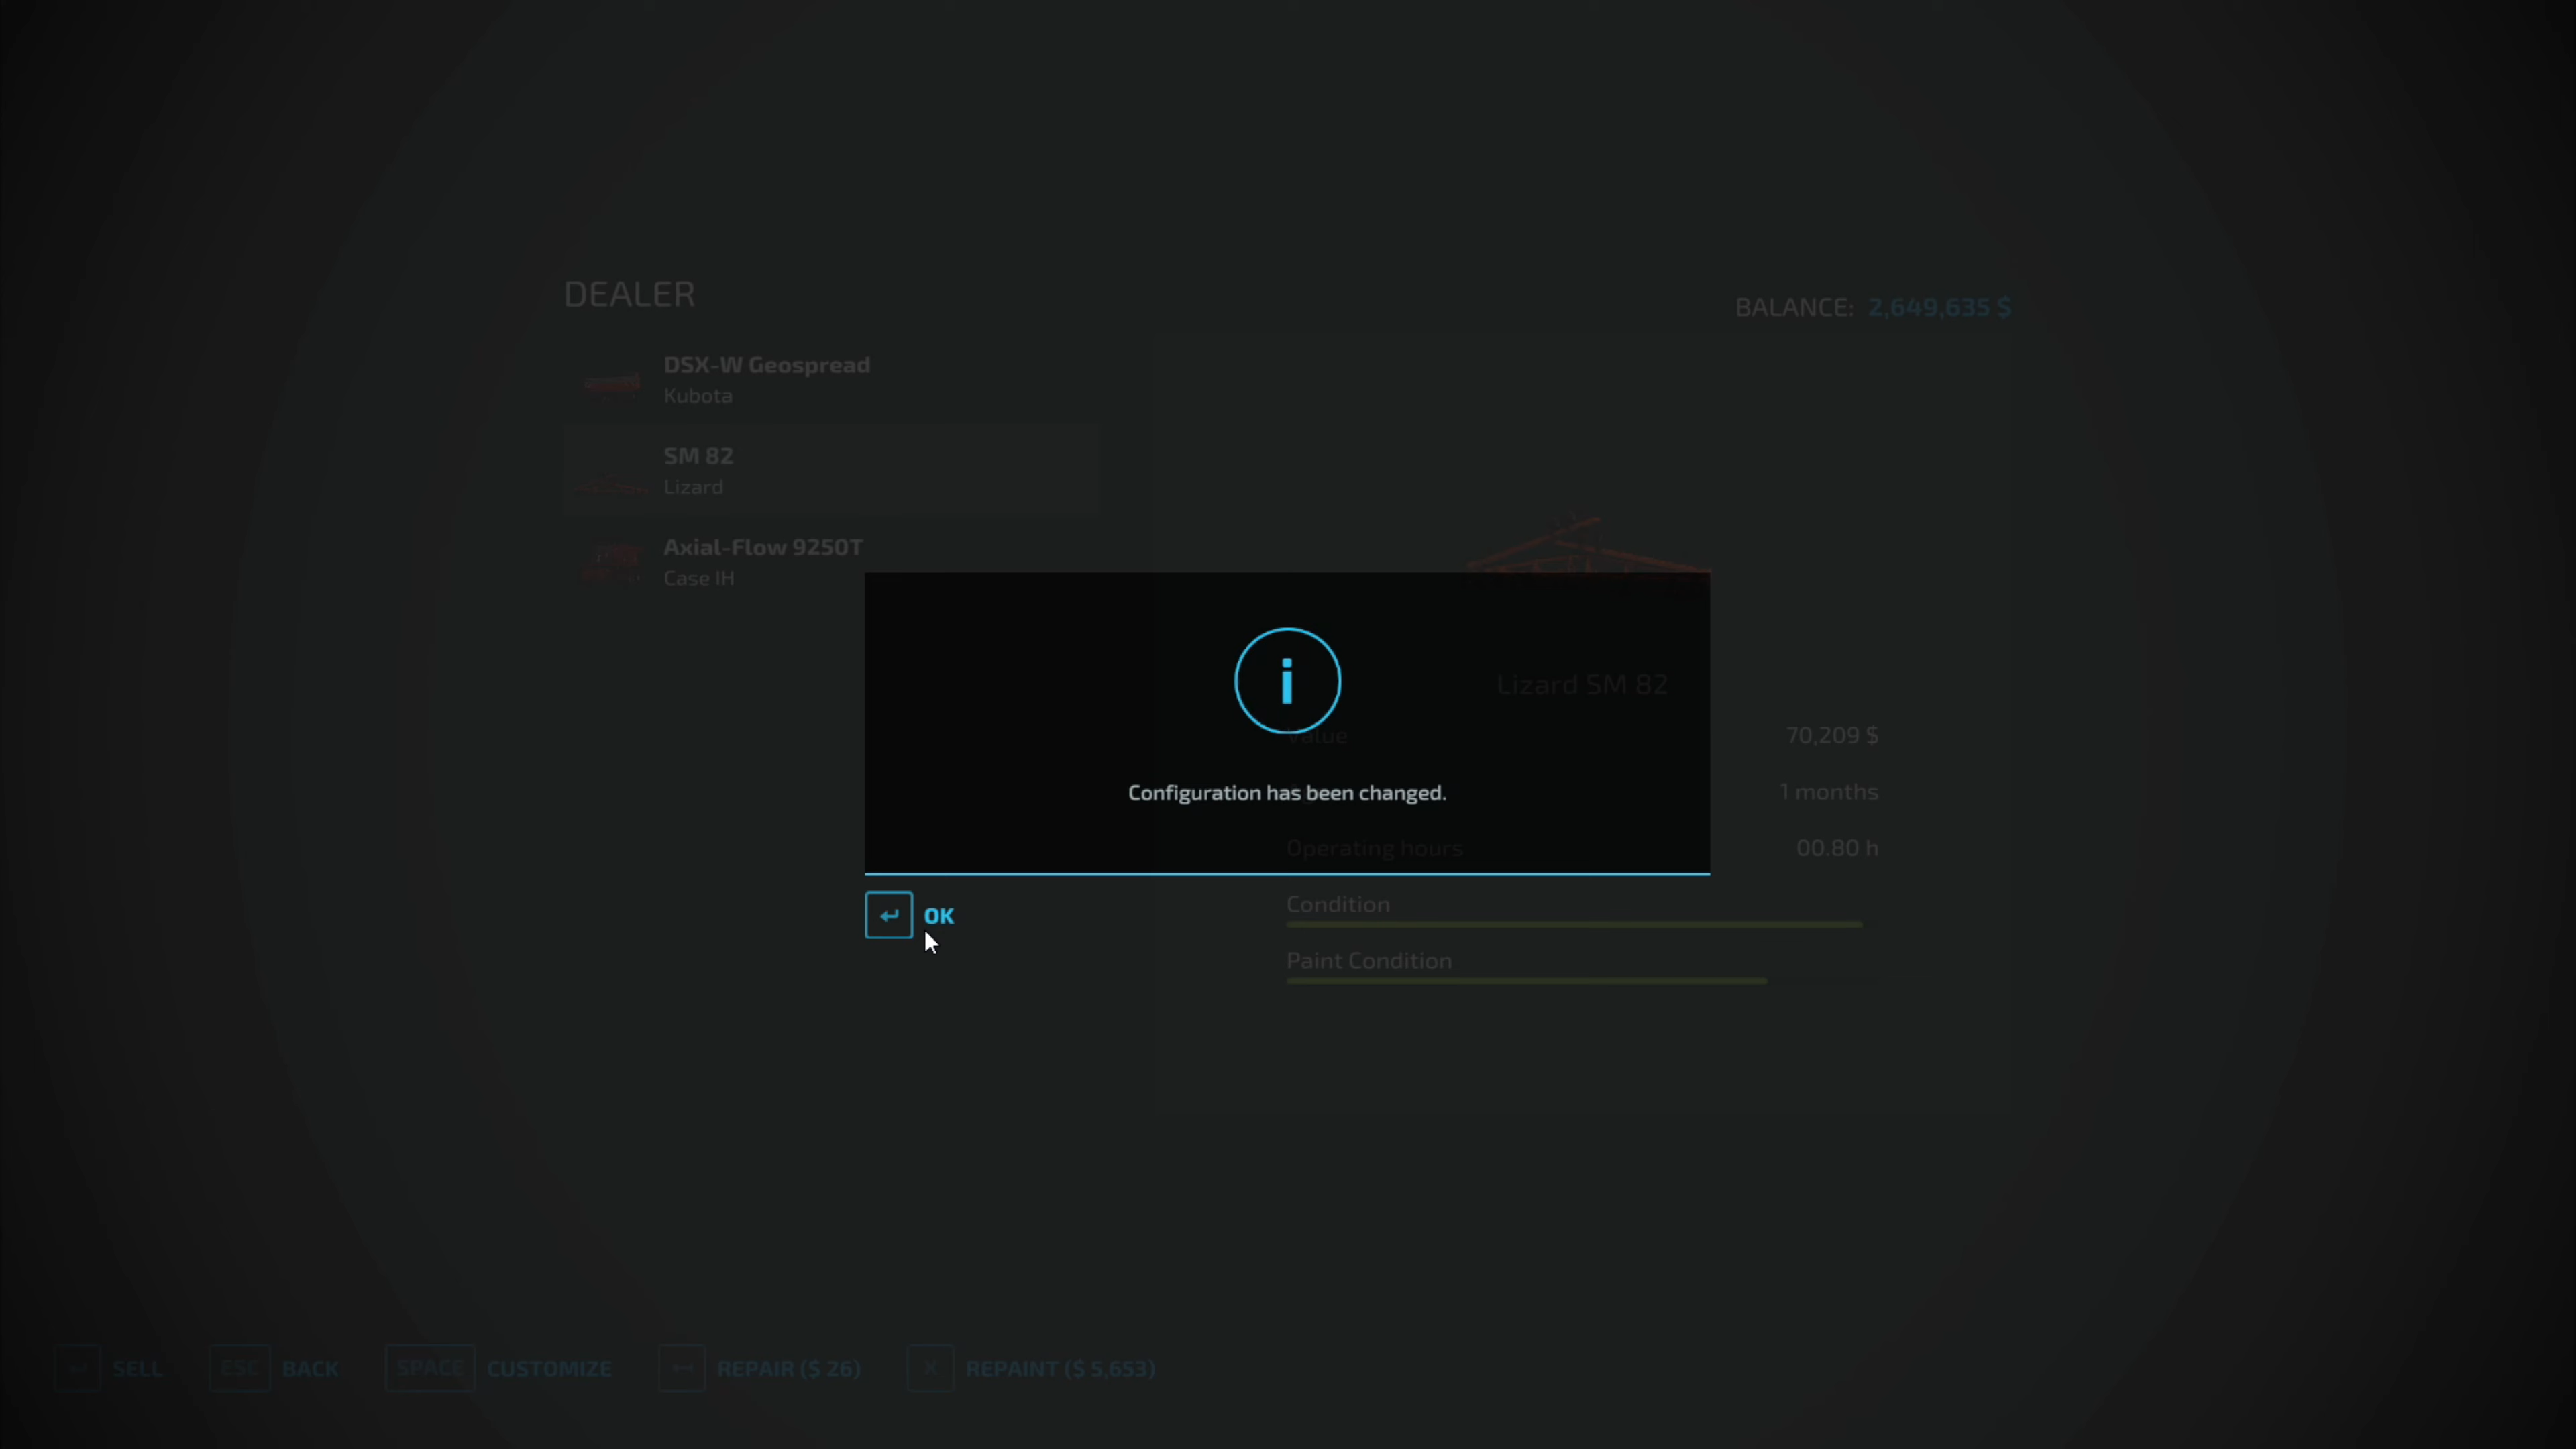 DEALER
BALANCE: 2,649,635 $
DSX-W Geospread
Kubota
SM 82
Lizard
Axial-Flow 9250T
Case IH
i
Lizard SM 82
Value 70,209 $
Configuration has been changed.
1 months
Operating hours 00.80 h
OK
Condition
Paint Condition
SELL
ESC BACK
SPACE CUSTOMIZE
REPAIR ($ 26)
X REPAINT ($ 5,653)